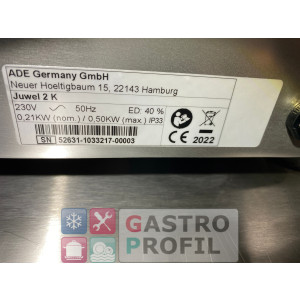 ADE Germany GmbH
Neuer Hoeltigbaum 15, 22143 Hamburg
Juwel 2 K
230V ~ 50Hz ED: 40 %
0,21KW (nom.) / 0,50KW (max.) IP33
CE 2022
SN 52631-1033217-00003
GASTRO
PROFIL